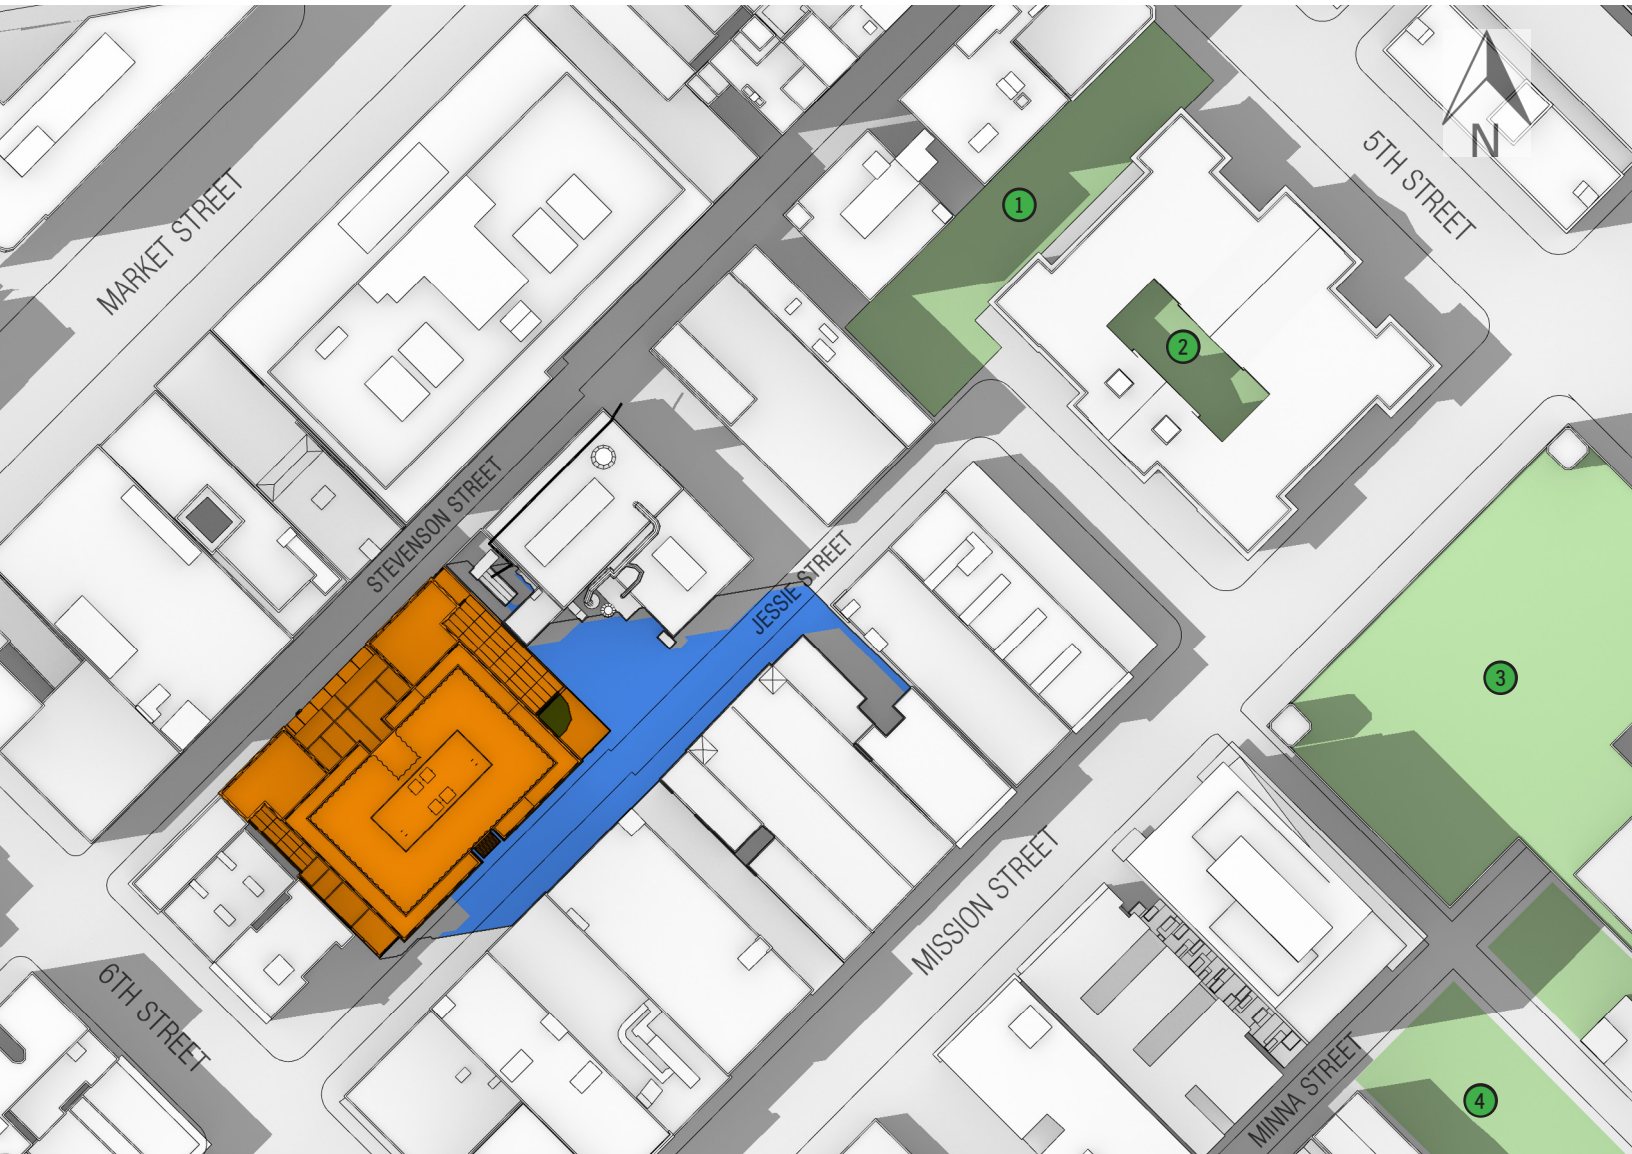 5TH STREET
N
MARKET STREET
1
2
STEVENSON STREET
JESSIE STREET
3
MISSION STREET
6TH STREET
MINNA STREET
4